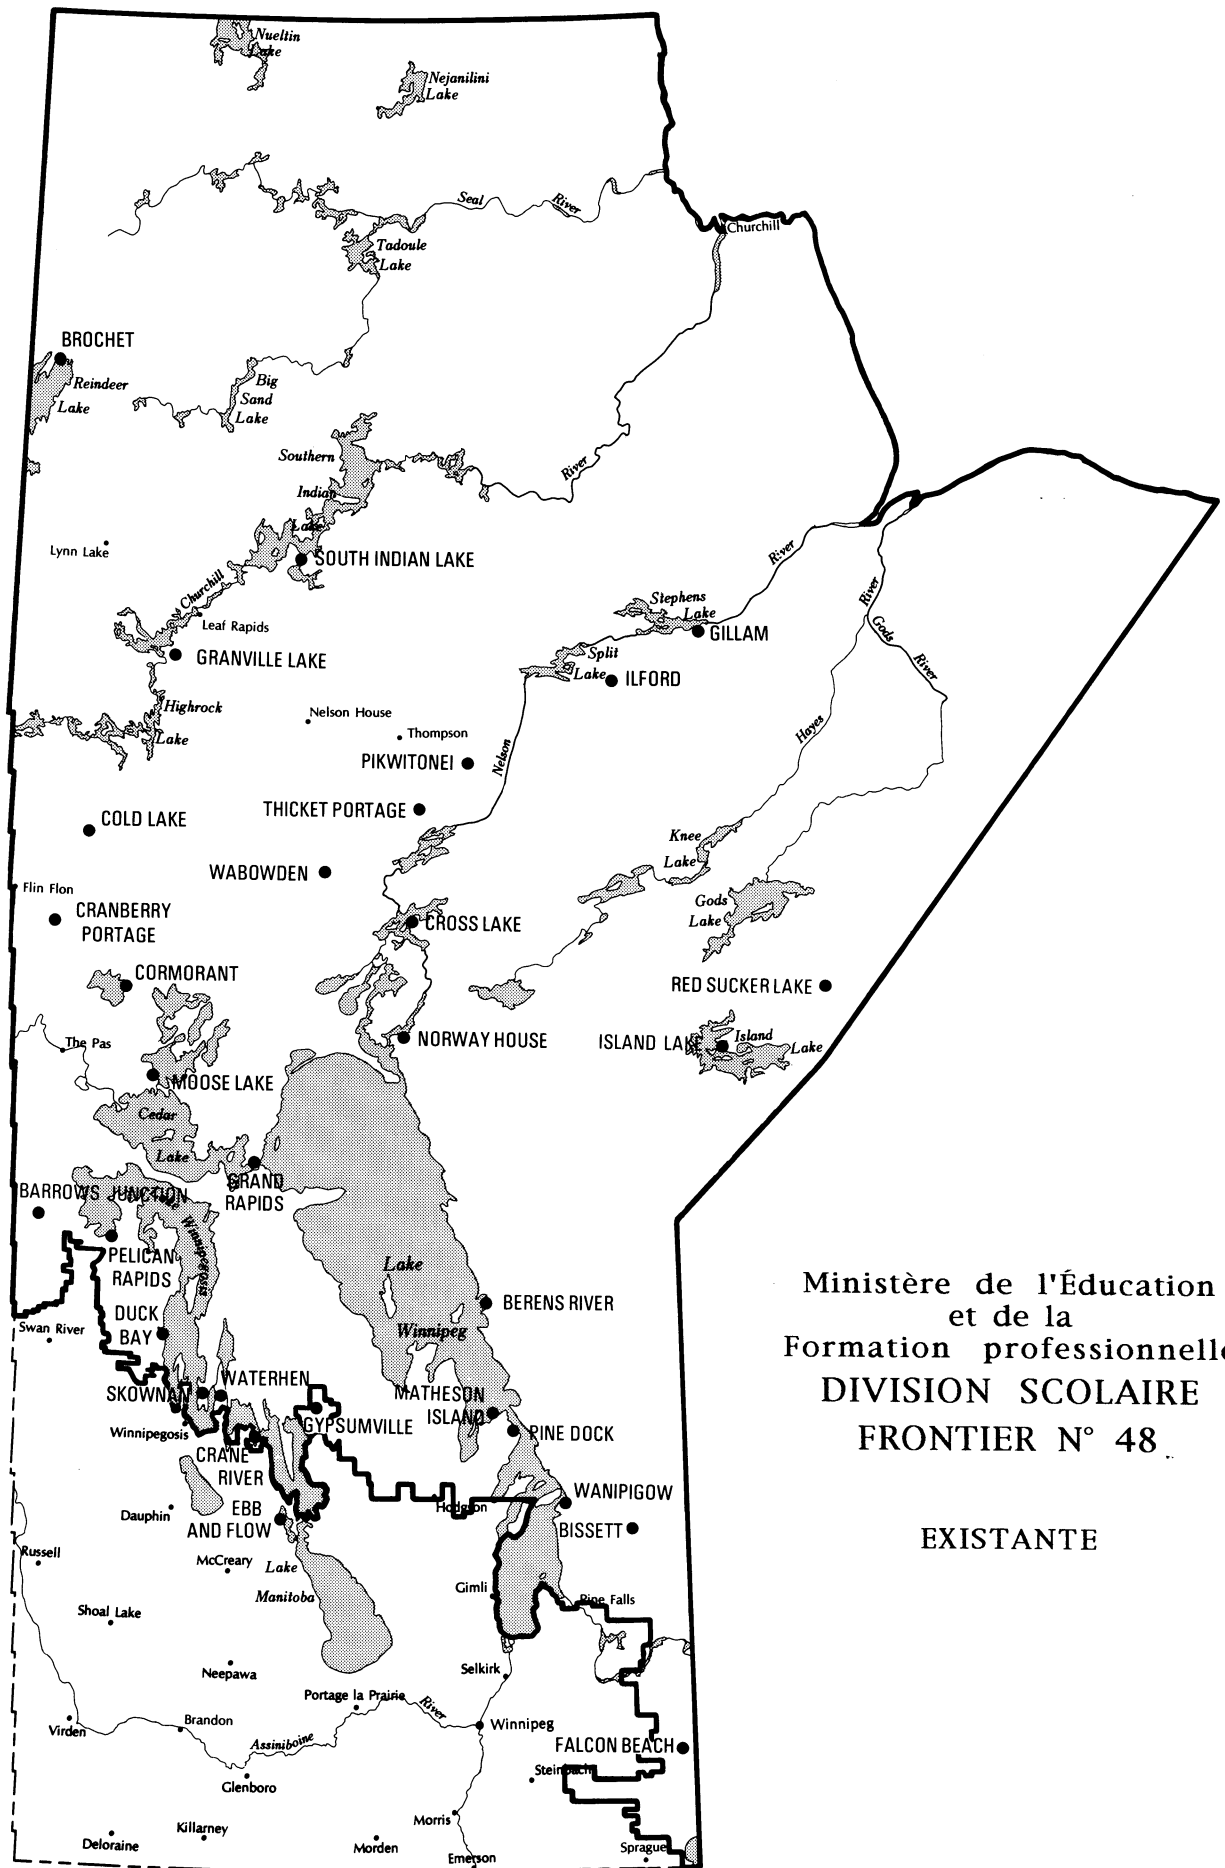 Nueltin
Lake
Nejanilini
Lake
Seal River
Churchill
Tadoule
Lake
BROCHET
Reindeer
Lake
Big
Sand
Lake
Southern
Indian
Lake
River
Lynn Lake
SOUTH INDIAN LAKE
River
Churchill
Stephens
Lake
River
Leaf Rapids
GILLAM
Gods
River
GRANVILLE LAKE
Split
Lake
ILFORD
Highrock
Lake
Nelson House
Thompson
Nelson
Hayes
PIKWITONEI
THICKET PORTAGE
COLD LAKE
Knee
Lake
WABOWDEN
Flin Flon
Gods
Lake
CRANBERRY
PORTAGE
CROSS LAKE
CORMORANT
RED SUCKER LAKE
NORWAY HOUSE
ISLAND LAKE
Island
Lake
The Pas
MOOSE LAKE
Cedar
Lake
GRAND
RAPIDS
BARROWS JUNCTION
Lake
Winnipegosis
PELICAN
RAPIDS
Lake
Winnipeg
DUCK
BAY
BERENS RIVER
Swan River
SKOWNAN
WATERHEN
MATHESON
ISLAND
Winnipegosis
GYPSUMVILLE
PINE DOCK
CRANE
RIVER
WANIPIGOW
Dauphin
EBB
AND FLOW
Hodgson
BISSETT
Russell
McCreary
Lake
Manitoba
Gimli
Pine Falls
Shoal Lake
Neepawa
Selkirk
Portage la Prairie
River
Virden
Brandon
Assiniboine
Winnipeg
FALCON BEACH
Glenboro
Steinbach
Morris
Deloraine
Killarney
Morden
Emerson
Sprague
Ministère de l'Éducation
et de la
Formation professionnelle
DIVISION SCOLAIRE
FRONTIER N° 48
EXISTANTE